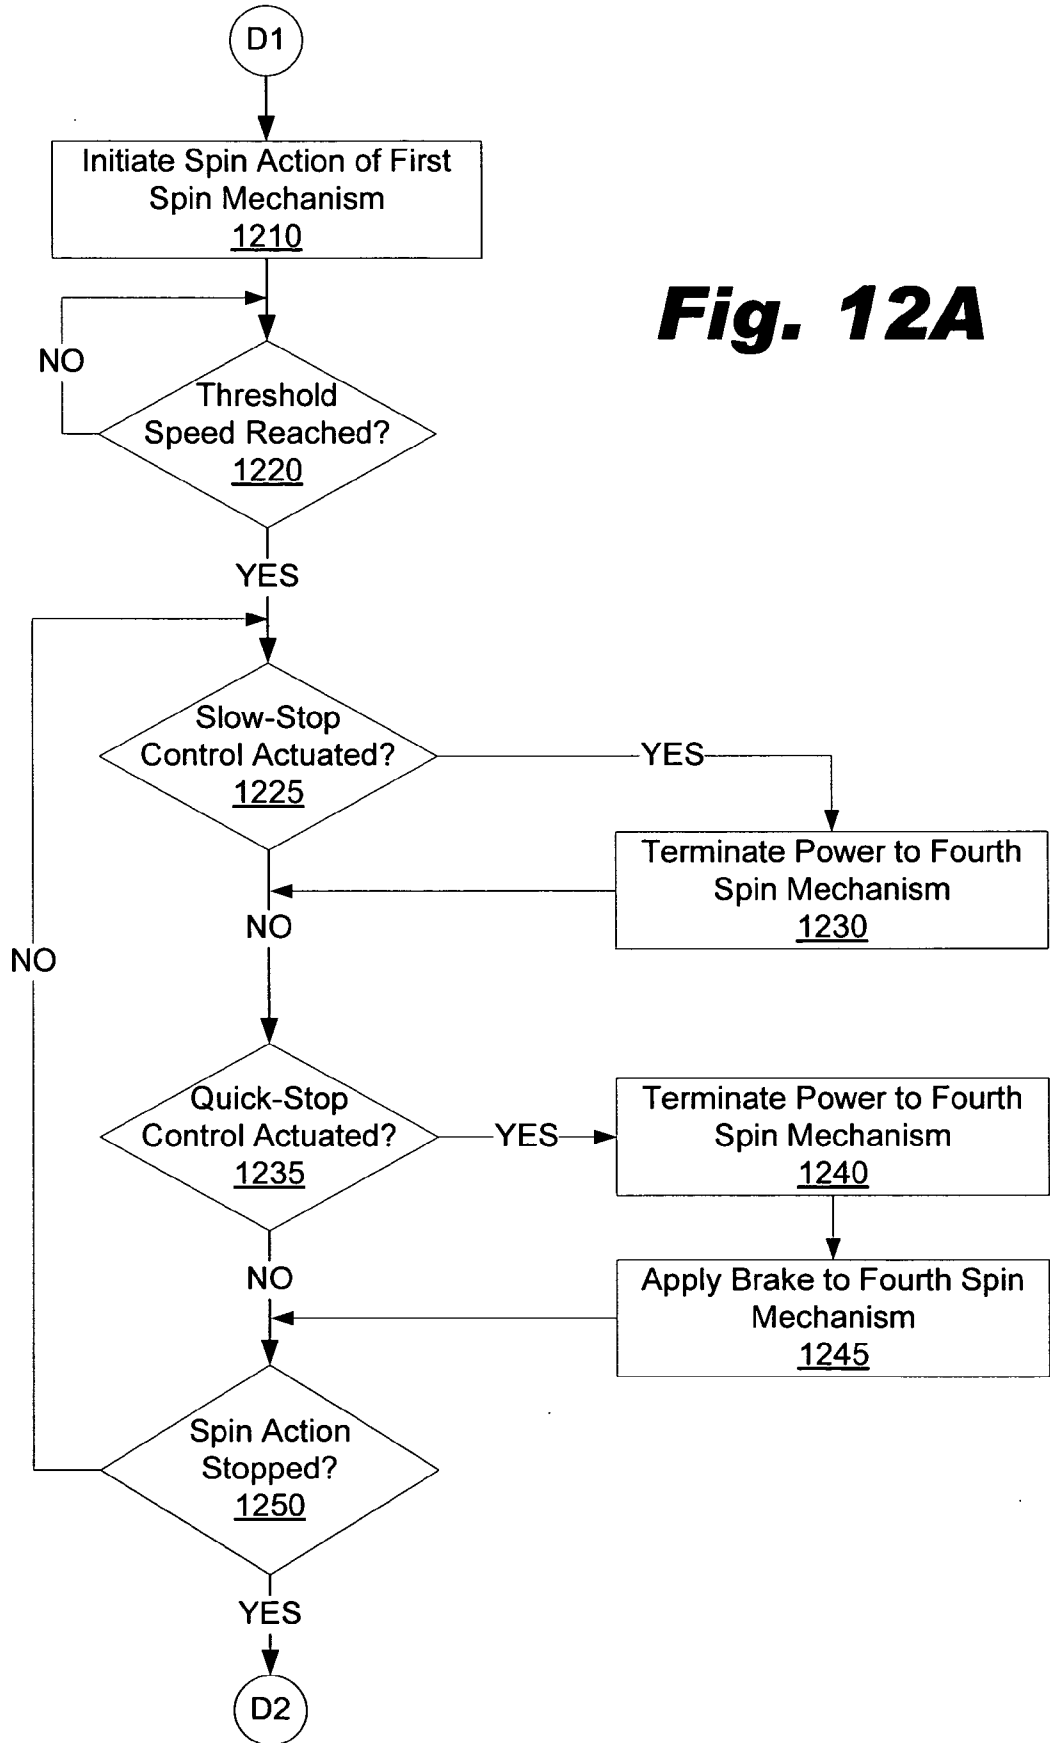 D1
Initiate Spin Action of First
Spin Mechanism
1210
Fig. 12A
NO
Threshold
Speed Reached?
1220
YES
Slow-Stop
Control Actuated?
1225
YES
Terminate Power to Fourth
Spin Mechanism
1230
NO
NO
Quick-Stop
Control Actuated?
1235
YES
Terminate Power to Fourth
Spin Mechanism
1240
NO
Apply Brake to Fourth Spin
Mechanism
1245
Spin Action
Stopped?
1250
YES
D2